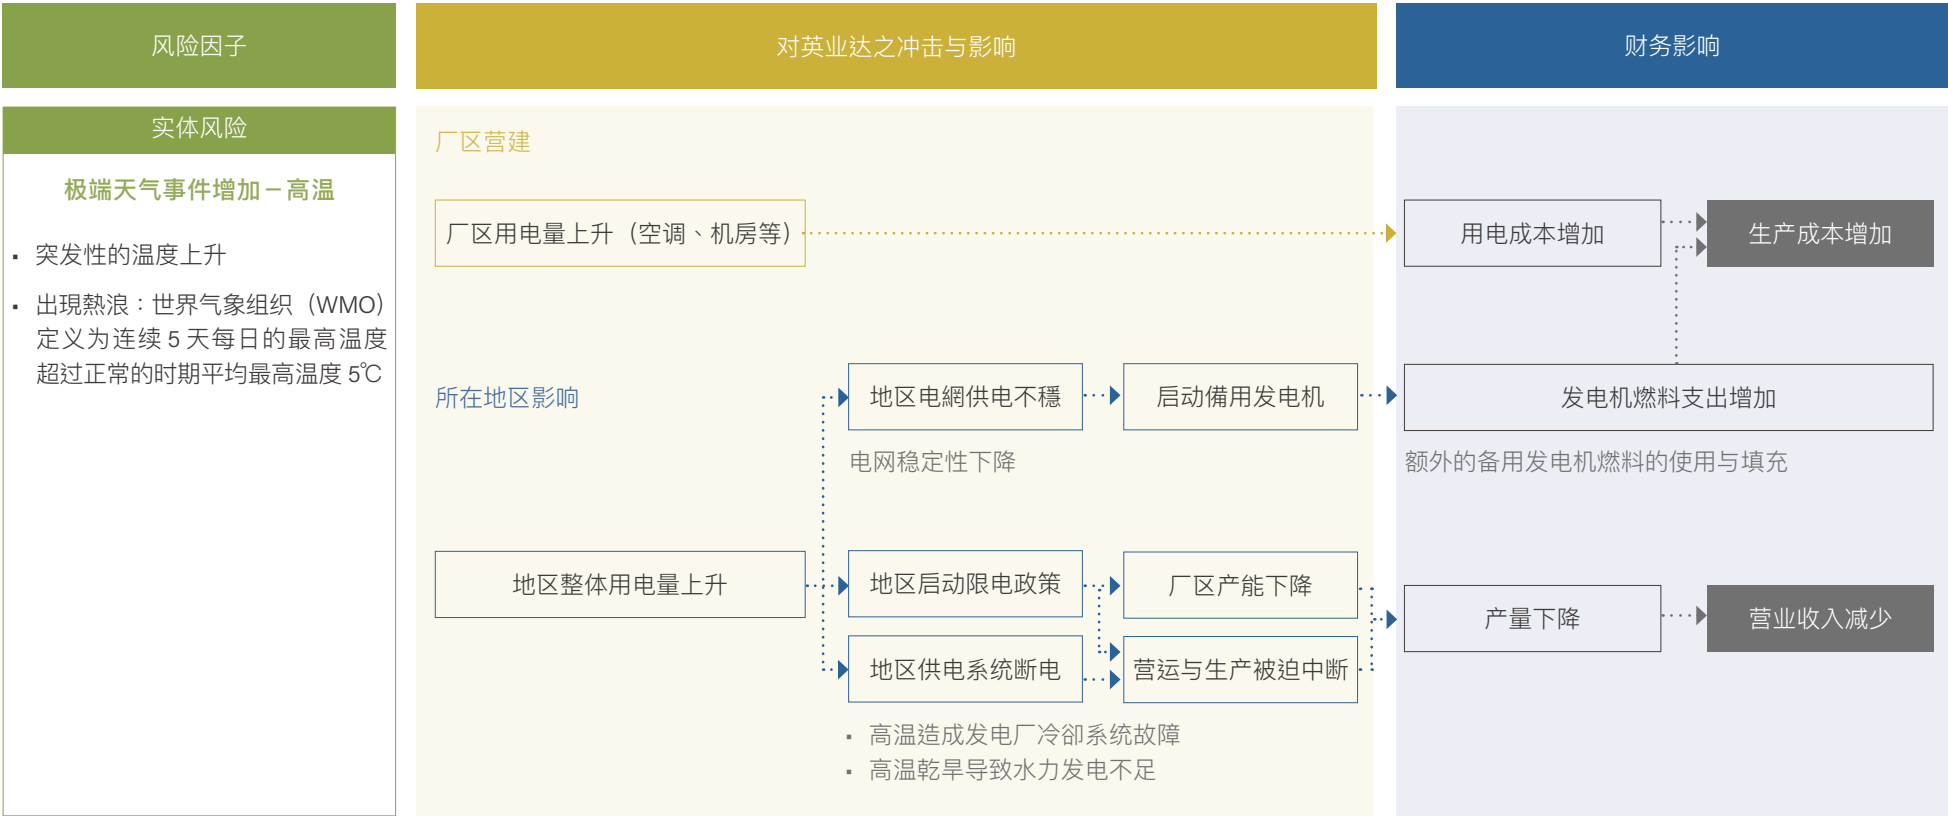 风险因子
对英业达之冲击与影响
财务影响
实体风险
极端天气事件增加－高温
▪ 突发性的温度上升
▪ 出現熱浪：世界气象组织（WMO）
定义为连续 5 天每日的最高温度
超过正常的时期平均最高温度 5℃
厂区营建
厂区用电量上升（空调、机房等）
用电成本增加
生产成本增加
所在地区影响
地区电網供电不穩
启动備用发电机
发电机燃料支出增加
电网稳定性下降
额外的备用发电机燃料的使用与填充
地区整体用电量上升
地区启动限电政策
厂区产能下降
产量下降
营业收入减少
地区供电系统断电
营运与生产被迫中断
▪ 高温造成发电厂冷卻系统故障
▪ 高温乾旱导致水力发电不足